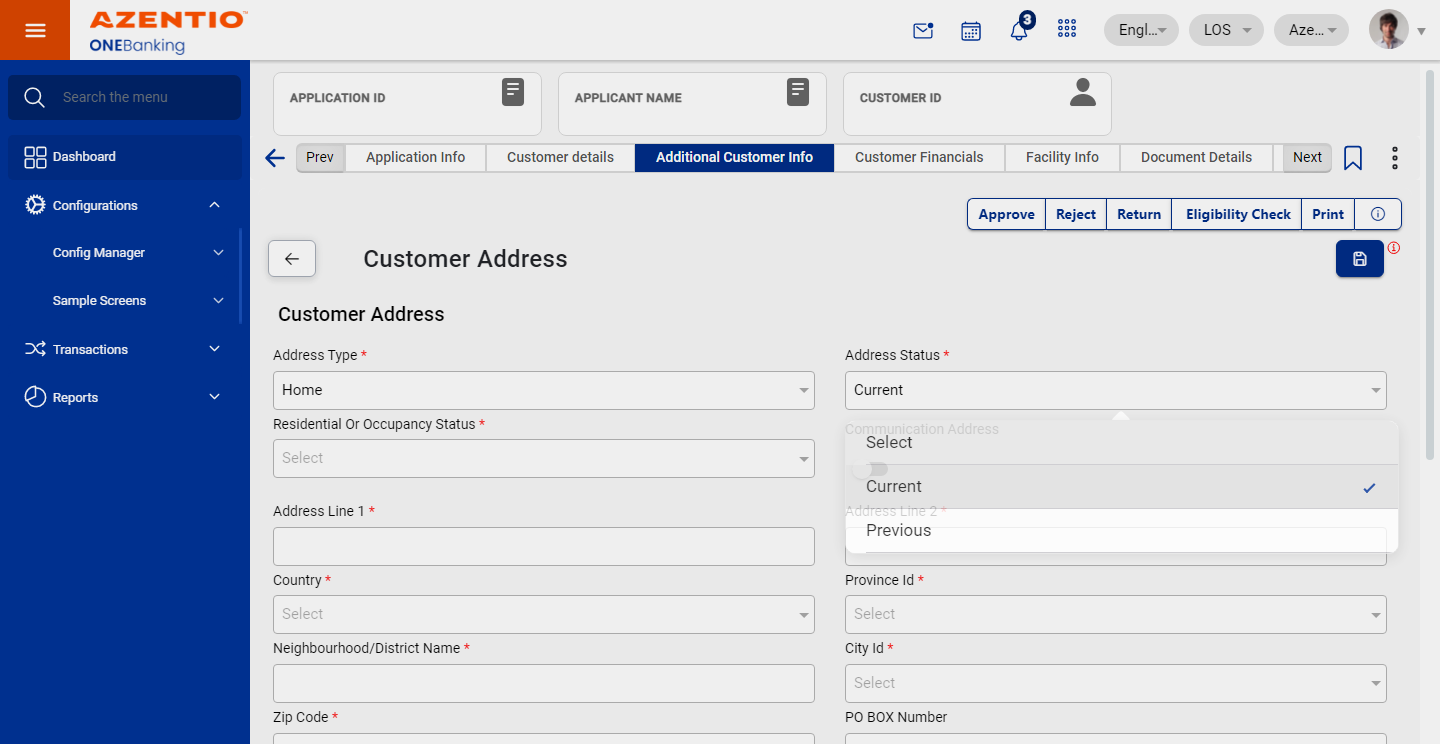 AZENTIO™
ONEBanking
3
Engl...
LOS
Aze...
Search the menu
Dashboard
Configurations
Config Manager
Sample Screens
Transactions
Reports
APPLICATION ID
APPLICANT NAME
CUSTOMER ID
Prev
Application Info
Customer details
Additional Customer Info
Customer Financials
Facility Info
Document Details
Next
Approve
Reject
Return
Eligibility Check
Print
Customer Address
Customer Address
Address Type *
Address Status *
Home
Current
Residential Or Occupancy Status *
Communication Address
Select
Select
Current
Previous
Address Line 1 *
Address Line 2 *
Country *
Province Id *
Select
Select
Neighbourhood/District Name *
City Id *
Select
Zip Code *
PO BOX Number